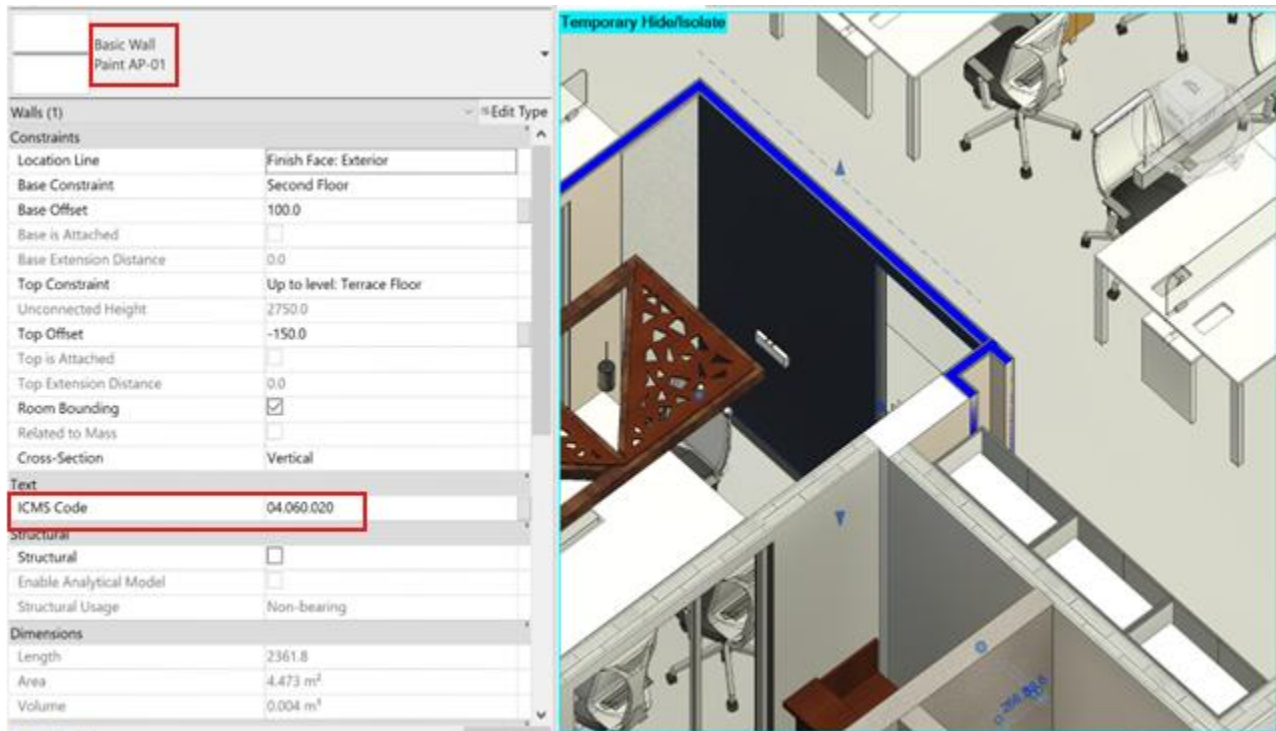 Basic Wall
Paint AP-01
Walls (1)
Edit Type
Constraints
Location Line Finish Face: Exterior
Base Constraint Second Floor
Base Offset 100.0
Base is Attached
Base Extension Distance 0.0
Top Constraint Up to level: Terrace Floor
Unconnected Height 2750.0
Top Offset -150.0
Top is Attached
Top Extension Distance 0.0
Room Bounding
Related to Mass
Cross-Section Vertical
Text
ICMS Code 04.060.020
Structural
Structural
Enable Analytical Model
Structural Usage Non-bearing
Dimensions
Length 2361.8
Area 4.473 m²
Volume 0.004 m³
Temporary Hide/Isolate